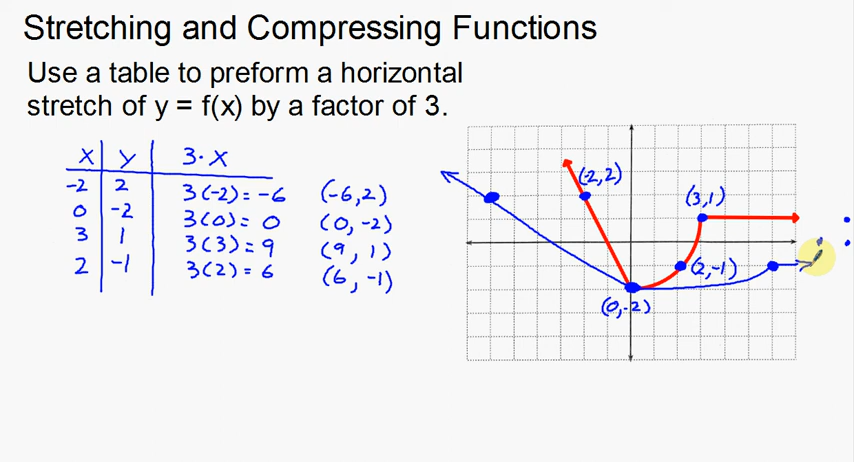 Stretching and Compressing Functions
Use a table to preform a horizontal
stretch of y = f(x) by a factor of 3.
X Y 3·X
-2 2 3(-2) = -6 (-6,2)
0 -2 3(0) = 0 (0,-2)
3 1 3(3) = 9 (9,1)
2 -1 3(2) = 6 (6,-1)
(-2,2)
(3,1)
(2,-1)
(0,-2)